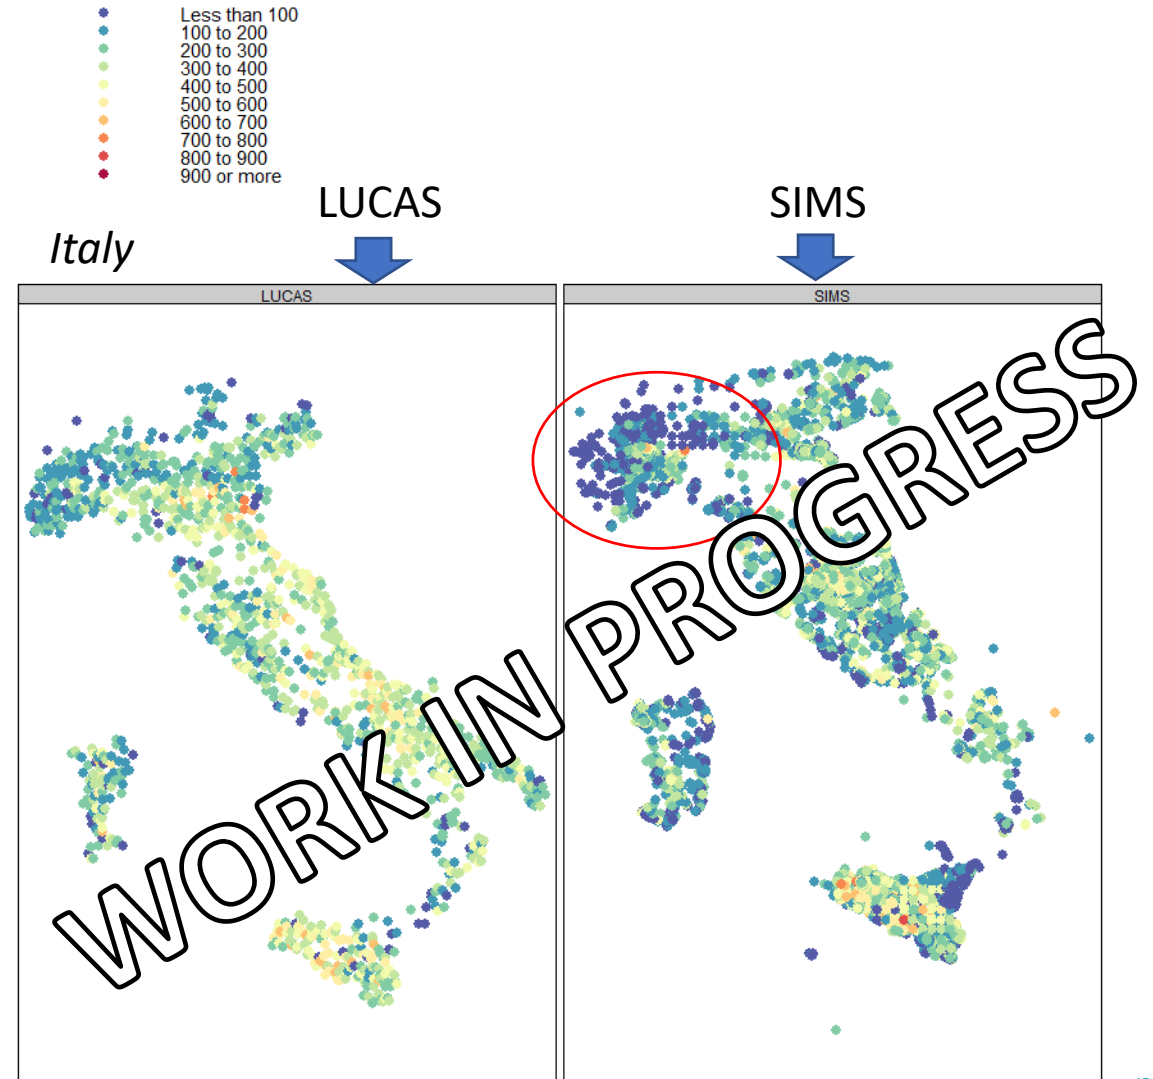 Less than 100
100 to 200
200 to 300
300 to 400
400 to 500
500 to 600
600 to 700
700 to 800
800 to 900
900 or more
LUCAS
SIMS
Italy
LUCAS
SIMS
WORK IN PROGRESS